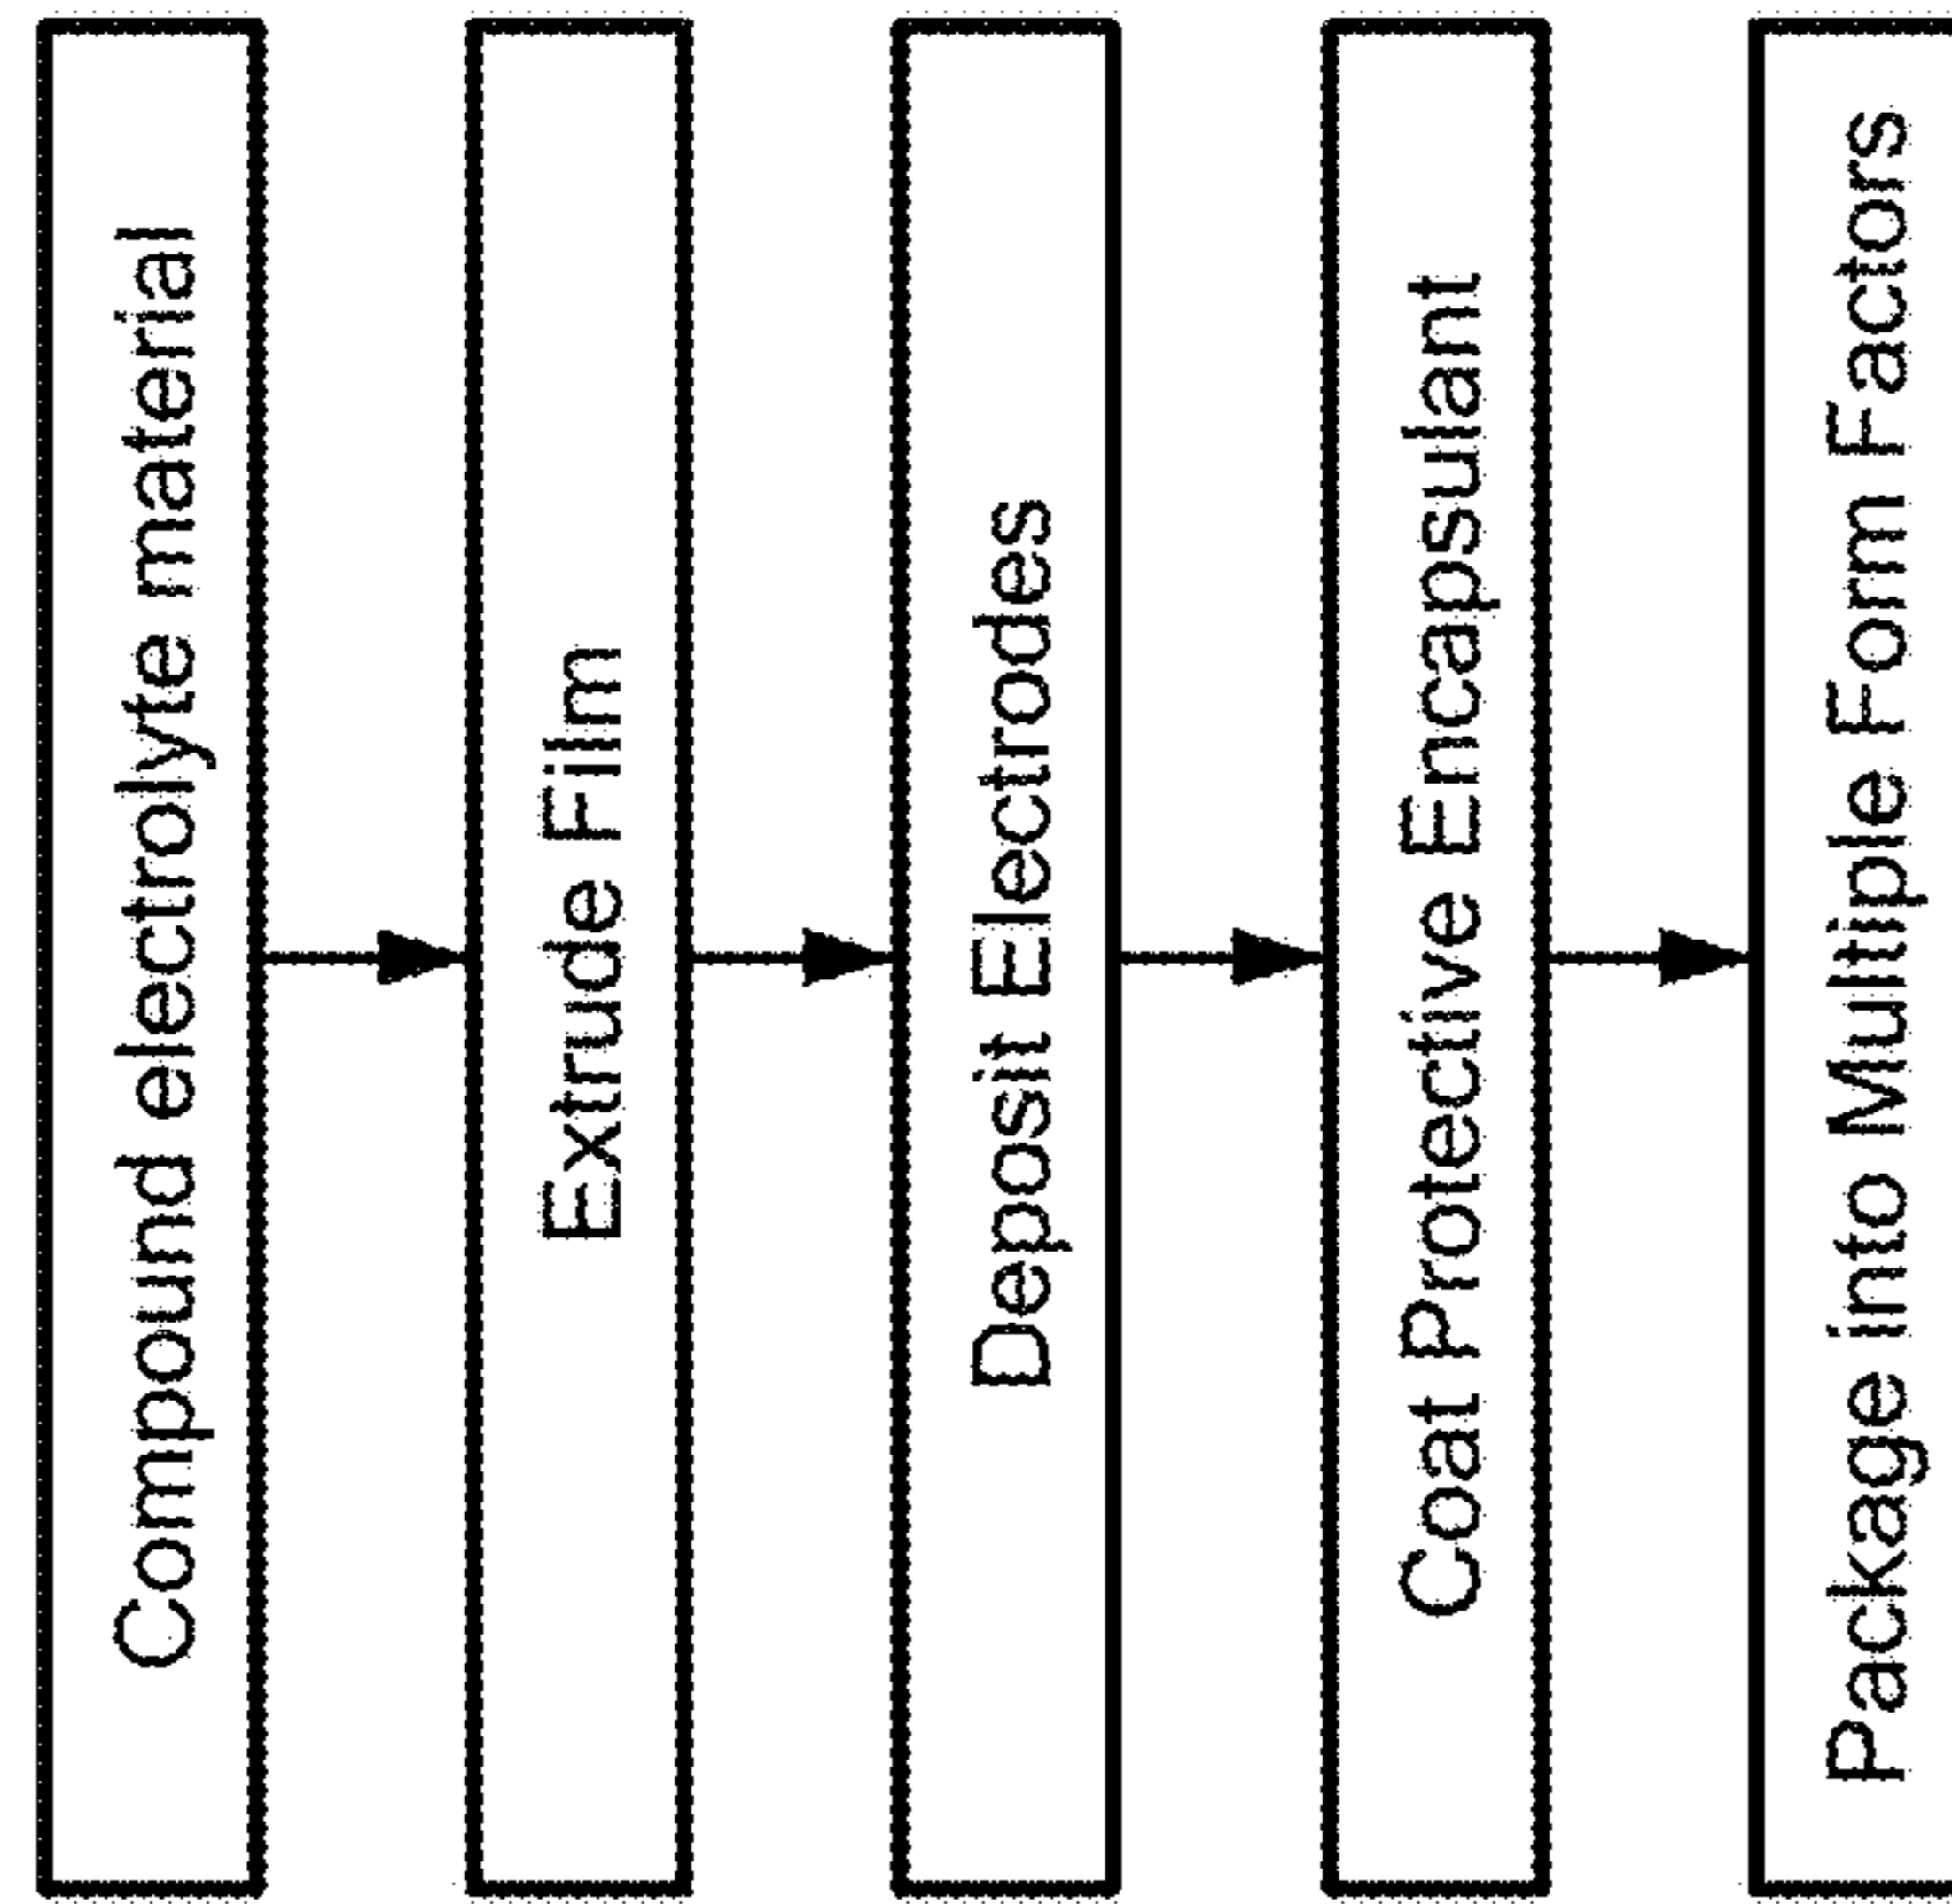 Compound electrolyte material
Extrude Film
Deposit Electrodes
Coat Protective Encapsulant
Package into Multiple Form Factors